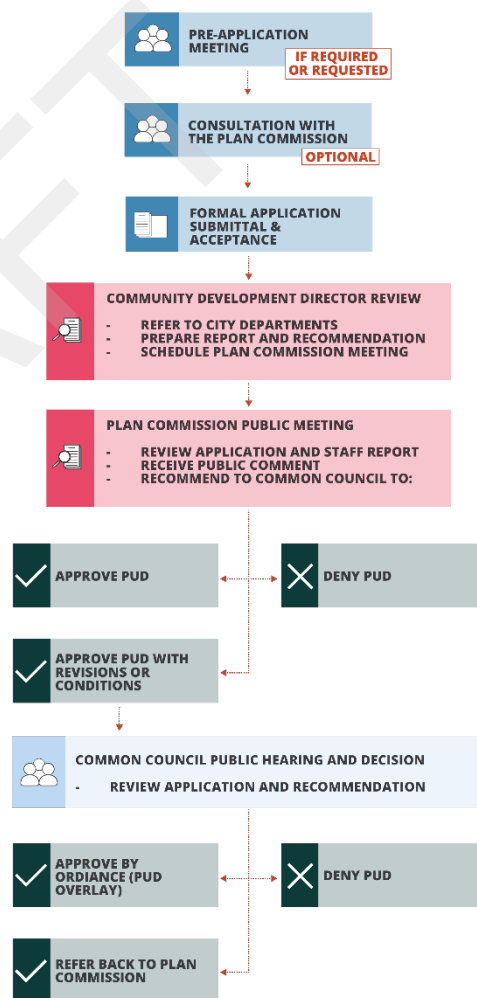 PRE-APPLICATION
MEETING
IF REQUIRED
OR REQUESTED
CONSULTATION WITH
THE PLAN COMMISSION
OPTIONAL
FORMAL APPLICATION
SUBMITTAL &
ACCEPTANCE
COMMUNITY DEVELOPMENT DIRECTOR REVIEW
- REFER TO CITY DEPARTMENTS
- PREPARE REPORT AND RECOMMENDATION
- SCHEDULE PLAN COMMISSION MEETING
PLAN COMMISSION PUBLIC MEETING
- REVIEW APPLICATION AND STAFF REPORT
- RECEIVE PUBLIC COMMENT
- RECOMMEND TO COMMON COUNCIL TO:
APPROVE PUD
DENY PUD
APPROVE PUD WITH
REVISIONS OR
CONDITIONS
COMMON COUNCIL PUBLIC HEARING AND DECISION
- REVIEW APPLICATION AND RECOMMENDATION
APPROVE BY
ORDIANCE (PUD
OVERLAY)
DENY PUD
REFER BACK TO PLAN
COMMISSION